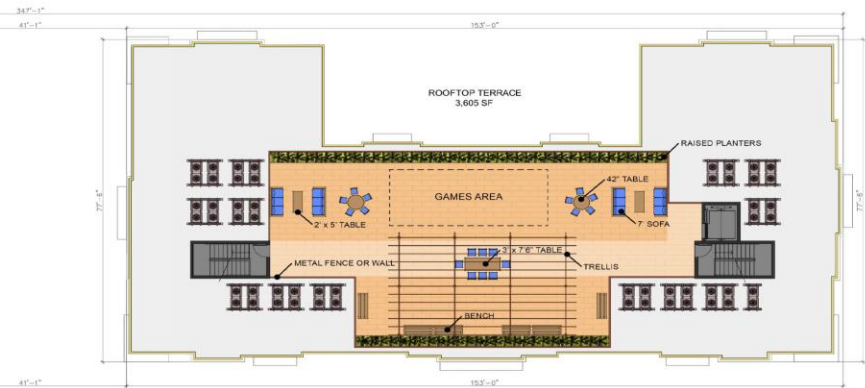 347'-1"
41'-1"
153'-0"
ROOFTOP TERRACE
3,605 SF
RAISED PLANTERS
77'-6"
77'-6"
42" TABLE
GAMES AREA
2' x 5' TABLE
7' SOFA
3' x 7'6" TABLE
METAL FENCE OR WALL
TRELLIS
BENCH
41'-1"
153'-0"